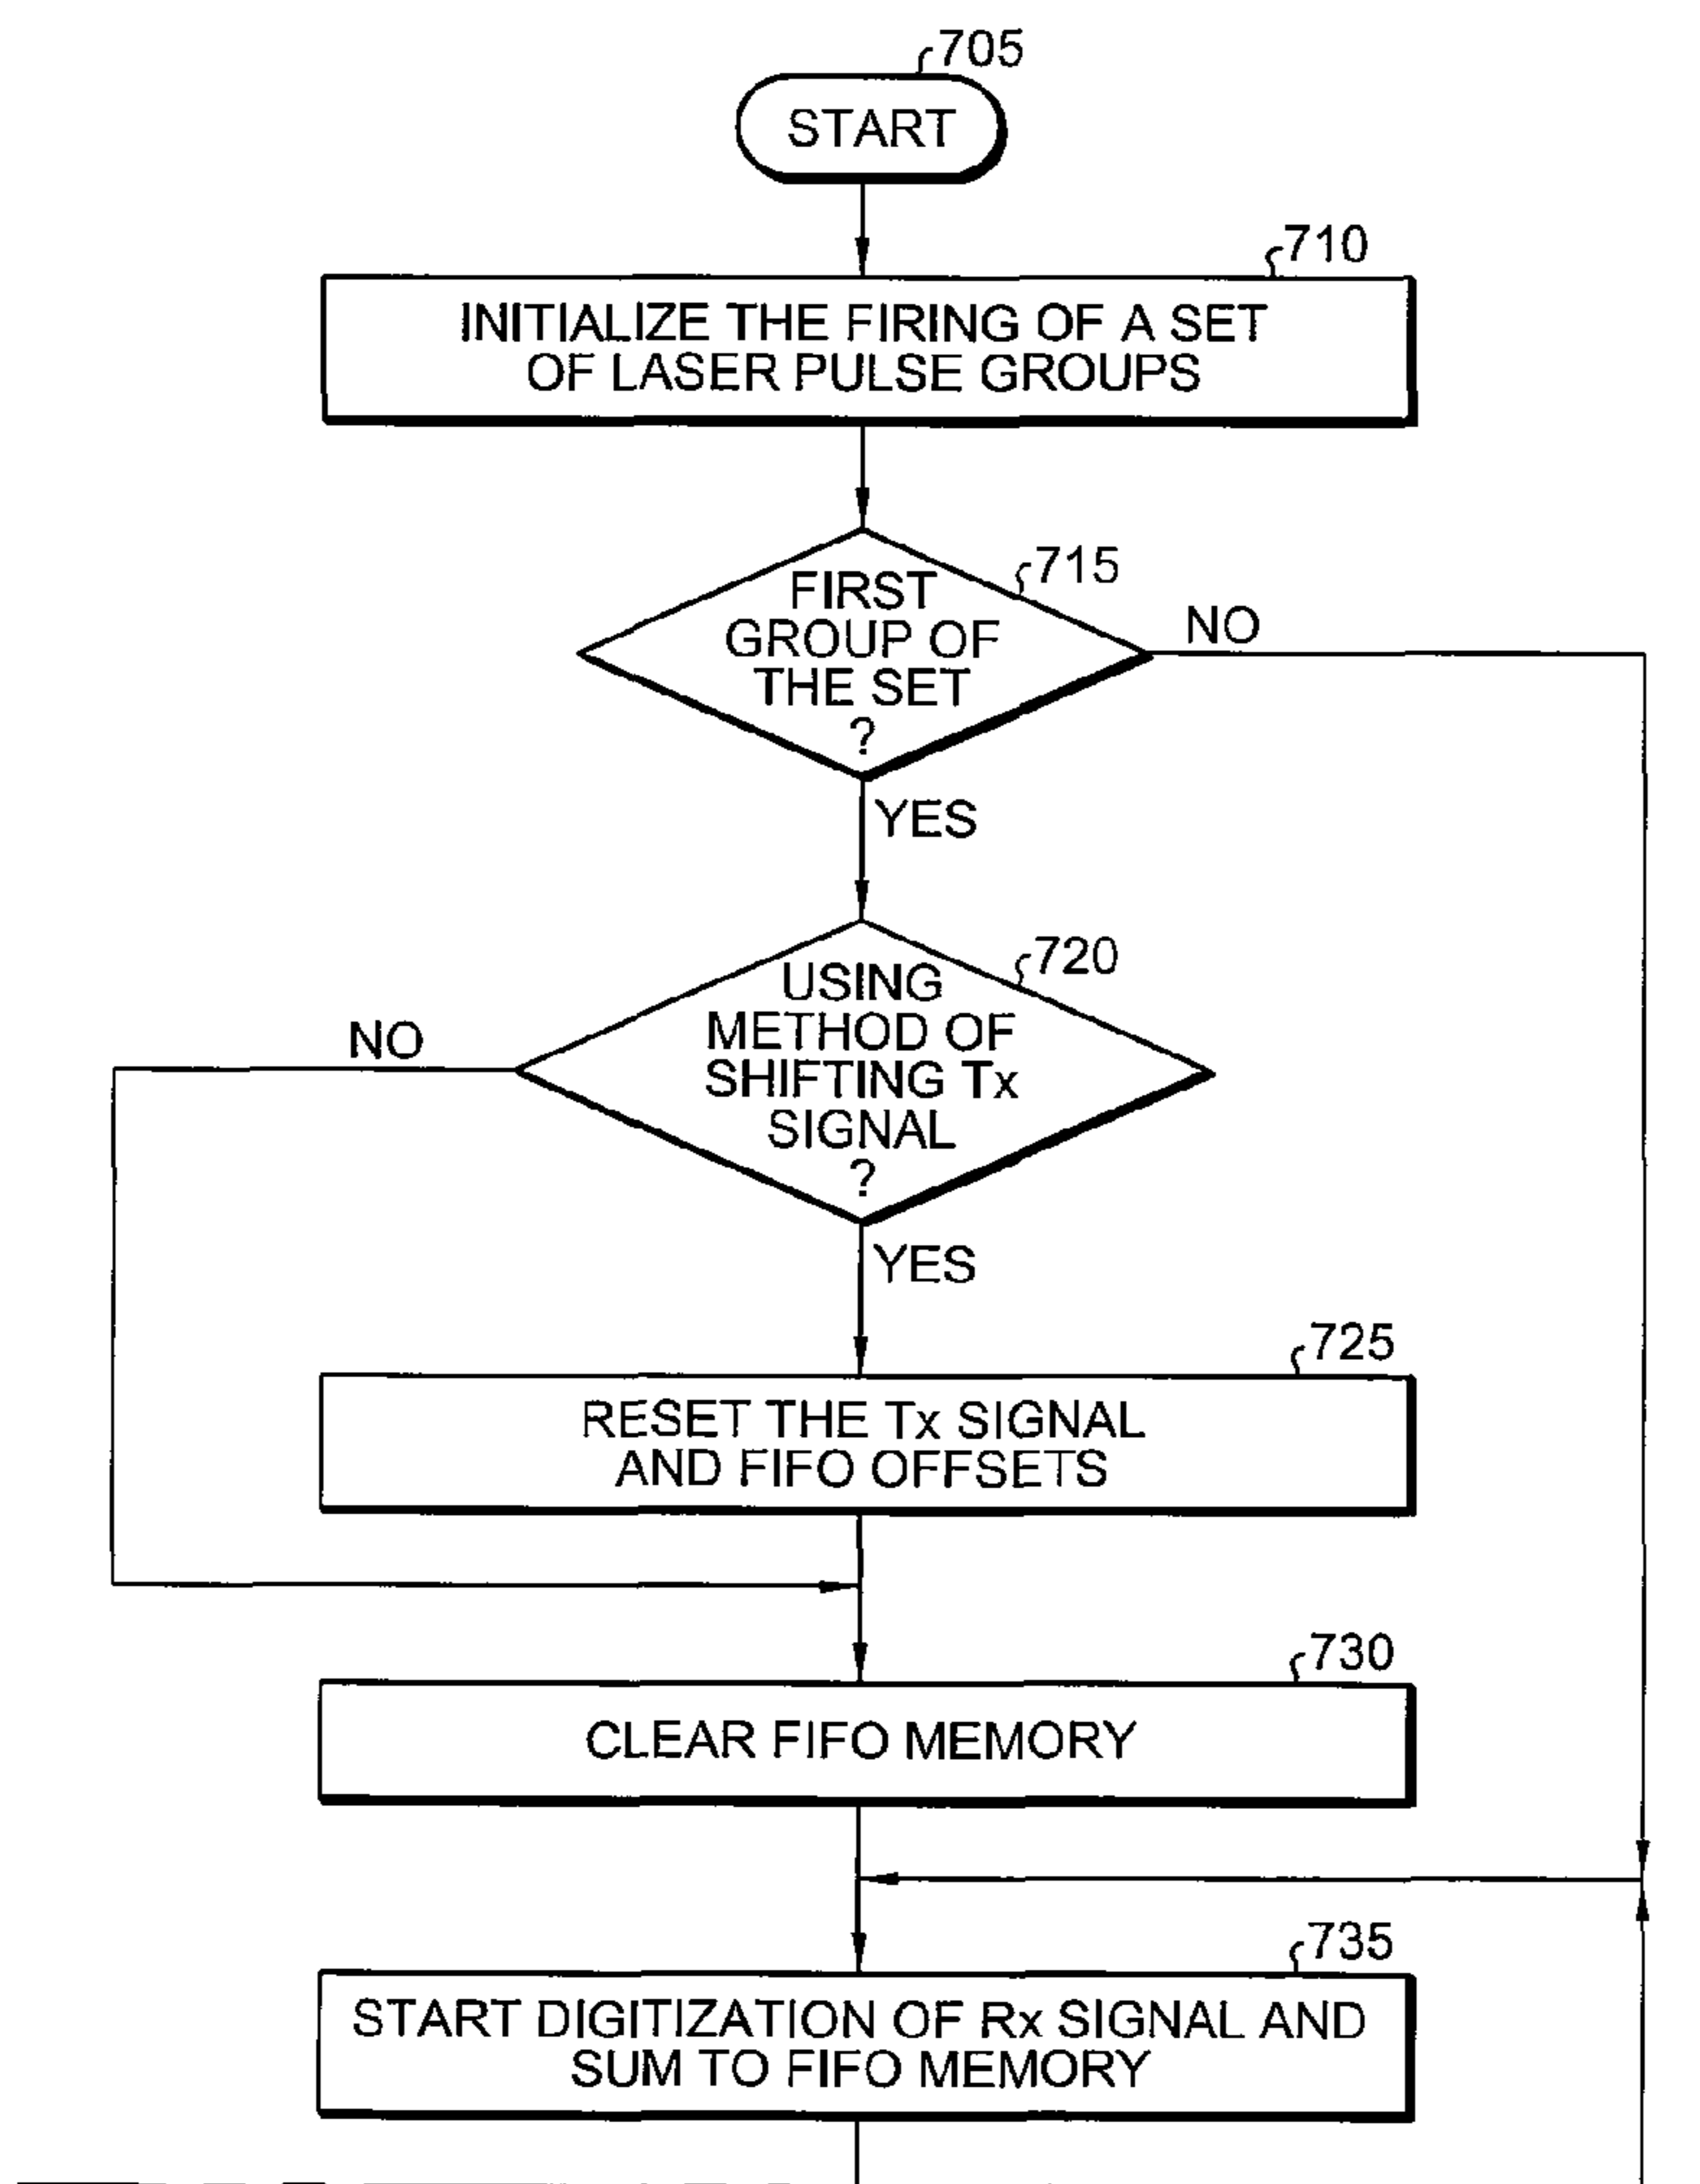 705
START
710
INITIALIZE THE FIRING OF A SET
OF LASER PULSE GROUPS
715
FIRST
GROUP OF
THE SET
?
NO
YES
720
USING
METHOD OF
SHIFTING Tx
SIGNAL
?
NO
YES
725
RESET THE Tx SIGNAL
AND FIFO OFFSETS
730
CLEAR FIFO MEMORY
735
START DIGITIZATION OF Rx SIGNAL AND
SUM TO FIFO MEMORY